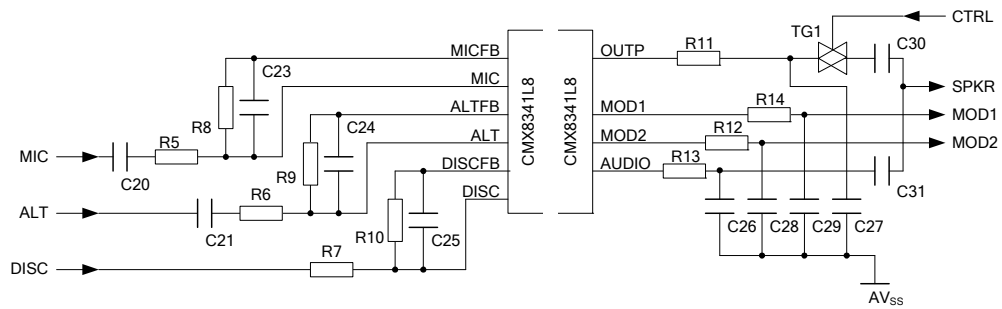 CTRL
TG1
MICFB
OUTP
R11
C30
C23
MIC
SPKR
R8
ALTFB
MOD1
R14
MOD1
CMX8341L8
CMX8341L8
R5
C24
ALT
MOD2
R12
MOD2
MIC
DISCFB
AUDIO
R13
C20
R9
C31
R6
DISC
ALT
C21
R10
C25
C26
C28
C29
C27
R7
DISC
AVSS